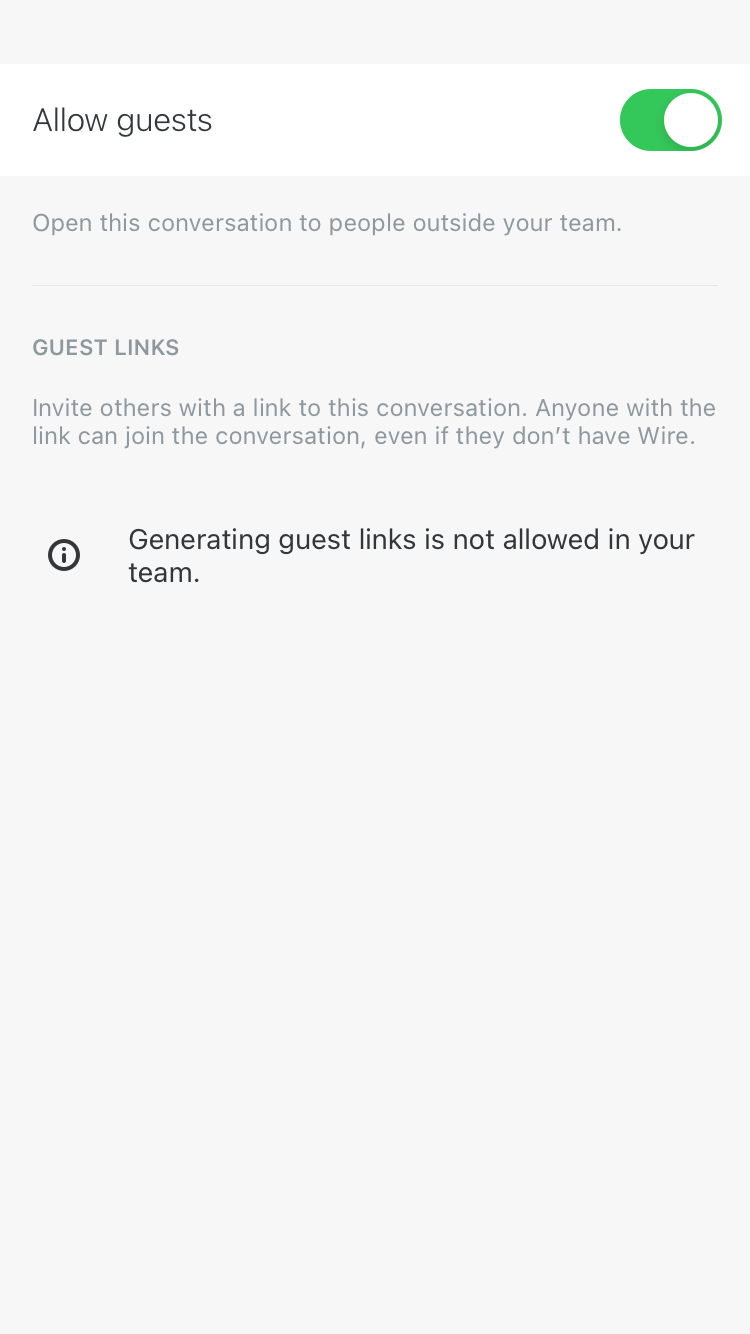 Allow guests
Open this conversation to people outside your team.
GUEST LINKS
Invite others with a link to this conversation. Anyone with the
link can join the conversation, even if they don’t have Wire.
Generating guest links is not allowed in your
team.